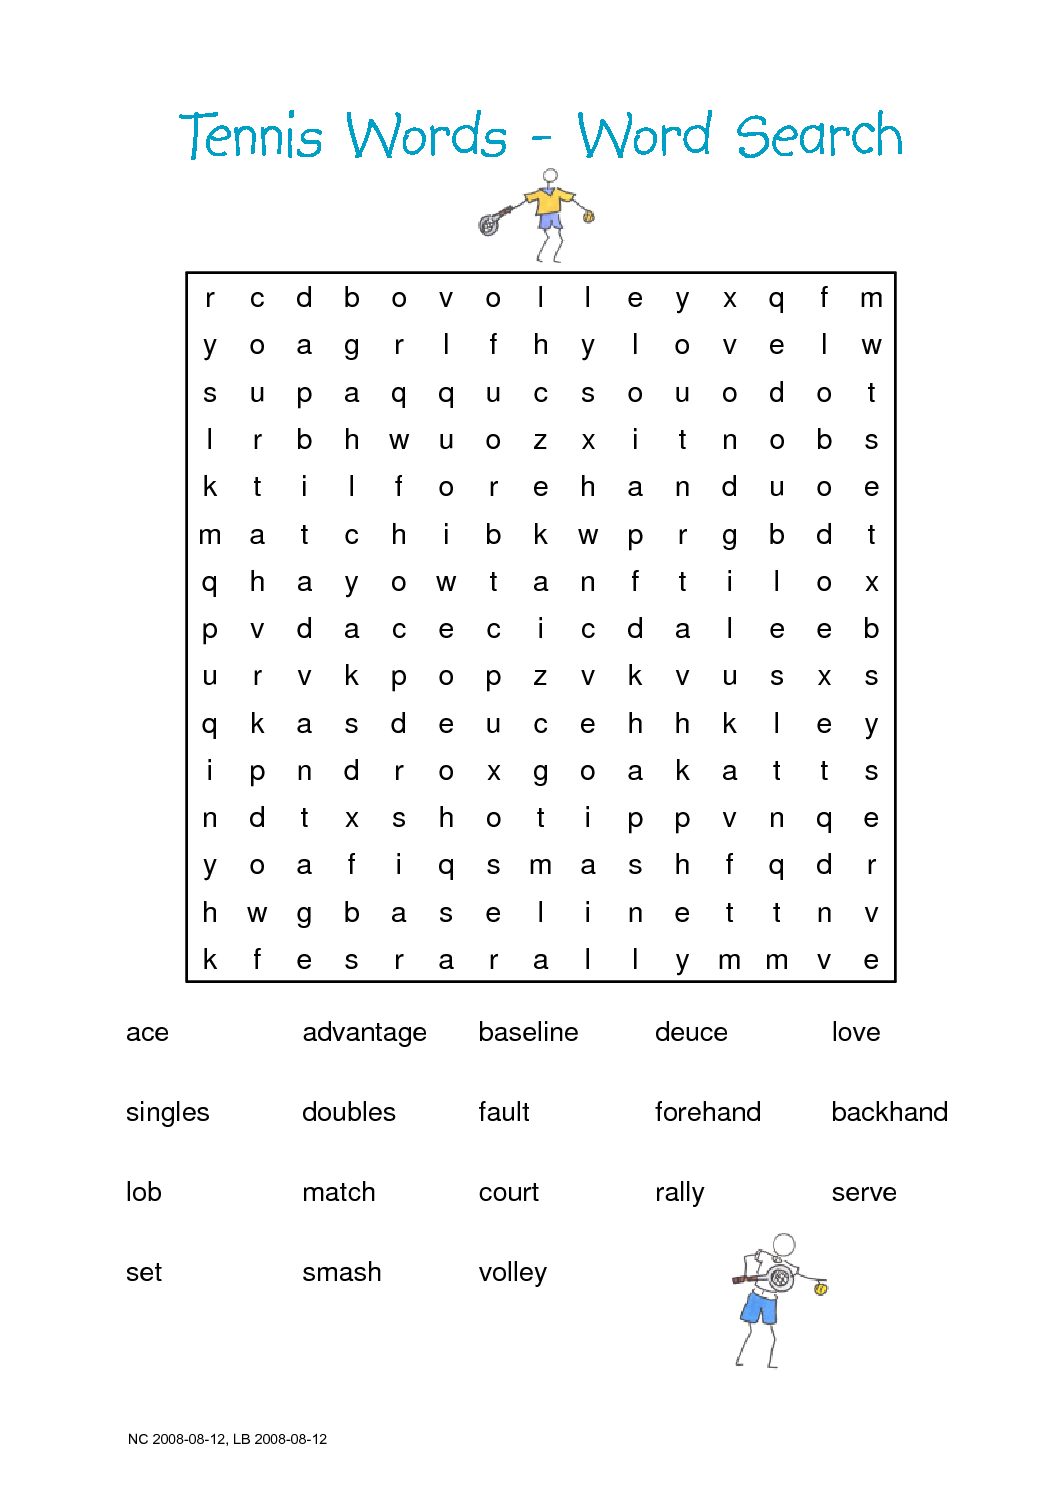 Tennis Words - Word Search
r c d b o v o l l e y x q f m
y o a g r l f h y l o v e l w
s u p a q q u c s o u o d o t
l r b h w u o z x i t n o b s
k t i l f o r e h a n d u o e
m a t c h i b k w p r g b d t
q h a y o w t a n f t i l o x
p v d a c e c i c d a l e e b
u r v k p o p z v k v u s x s
q k a s d e u c e h h k l e y
i p n d r o x g o a k a t t s
n d t x s h o t i p p v n q e
y o a f i q s m a s h f q d r
h w g b a s e l i n e t t n v
k f e s r a r a l l y m m v e
ace advantage baseline deuce love
singles doubles fault forehand backhand
lob match court rally serve
set smash volley
NC 2008-08-12, LB 2008-08-12